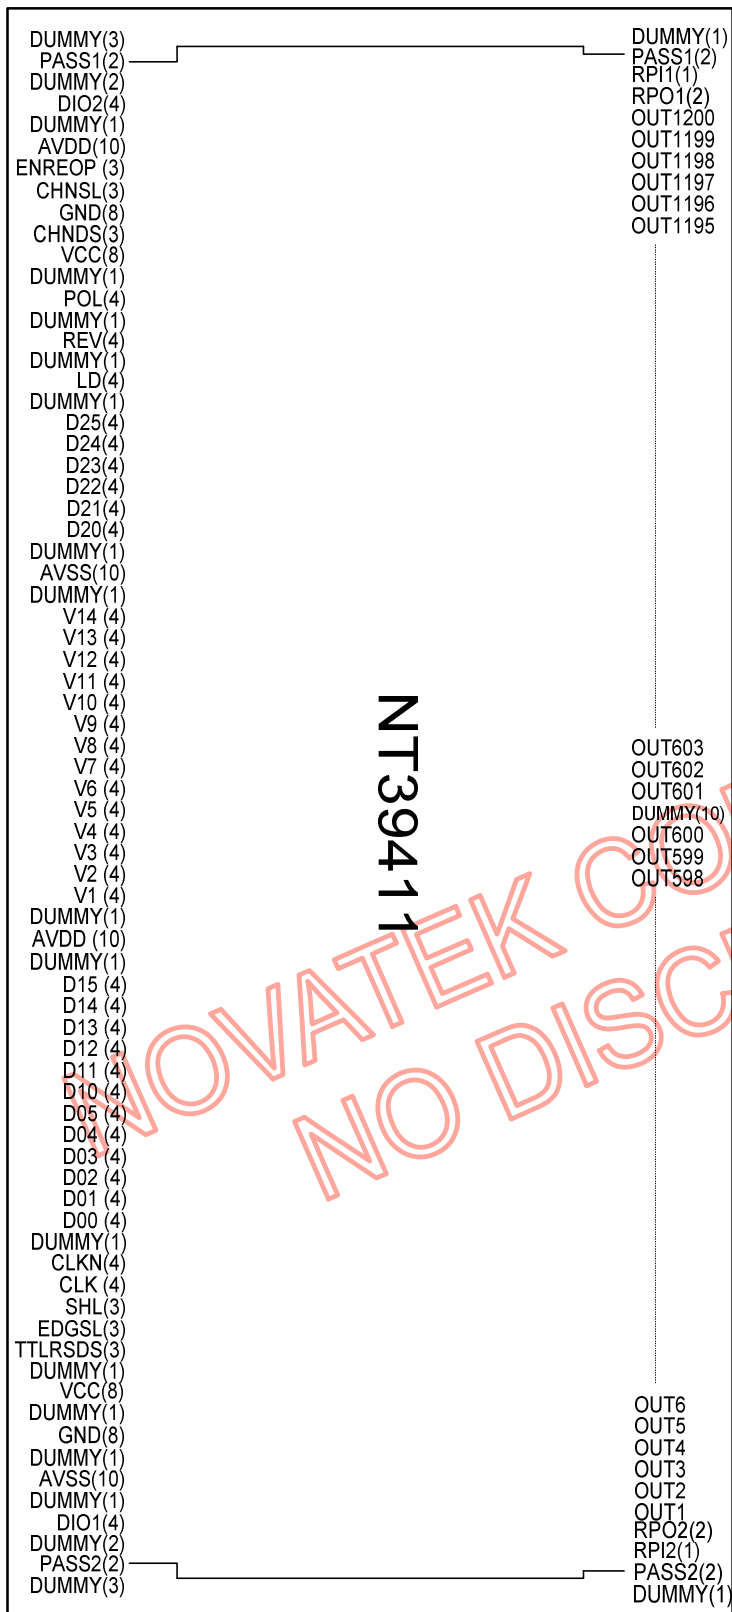 DUMMY(3)
PASS1(2)
DUMMY(2)
DIO2(4)
DUMMY(1)
AVDD(10)
ENREOP (3)
CHNSL(3)
GND(8)
CHNDS(3)
VCC(8)
DUMMY(1)
POL(4)
DUMMY(1)
REV(4)
DUMMY(1)
LD(4)
DUMMY(1)
D25(4)
D24(4)
D23(4)
D22(4)
D21(4)
D20(4)
DUMMY(1)
AVSS(10)
DUMMY(1)
V14 (4)
V13 (4)
V12 (4)
V11 (4)
V10 (4)
V9 (4)
V8 (4)
V7 (4)
V6 (4)
V5 (4)
V4 (4)
V3 (4)
V2 (4)
V1 (4)
DUMMY(1)
AVDD (10)
DUMMY(1)
D15 (4)
D14 (4)
D13 (4)
D12 (4)
D11 (4)
D10 (4)
D05 (4)
D04 (4)
D03 (4)
D02 (4)
D01 (4)
D00 (4)
DUMMY(1)
CLKN(4)
CLK (4)
SHL(3)
EDGSL(3)
TTLRSDS(3)
DUMMY(1)
VCC(8)
DUMMY(1)
GND(8)
DUMMY(1)
AVSS(10)
DUMMY(1)
DIO1(4)
DUMMY(2)
PASS2(2)
DUMMY(3)
NT39411
DUMMY(1)
PASS1(2)
RPI1(1)
RPO1(2)
OUT1200
OUT1199
OUT1198
OUT1197
OUT1196
OUT1195
OUT603
OUT602
OUT601
DUMMY(10)
OUT600
OUT599
OUT598
OUT6
OUT5
OUT4
OUT3
OUT2
OUT1
RPO2(2)
RPI2(1)
PASS2(2)
DUMMY(1)
NOVATEK CO
NO DISC